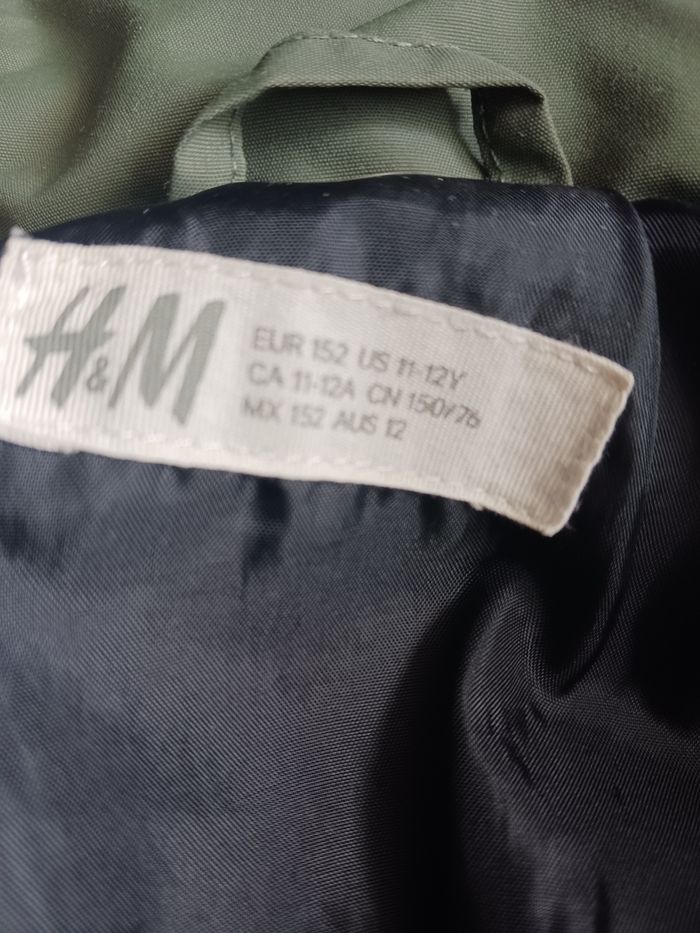 H&M
EUR 152 US 11-12Y
CA 11-12A CN 150/76
MX 152 AUS 12